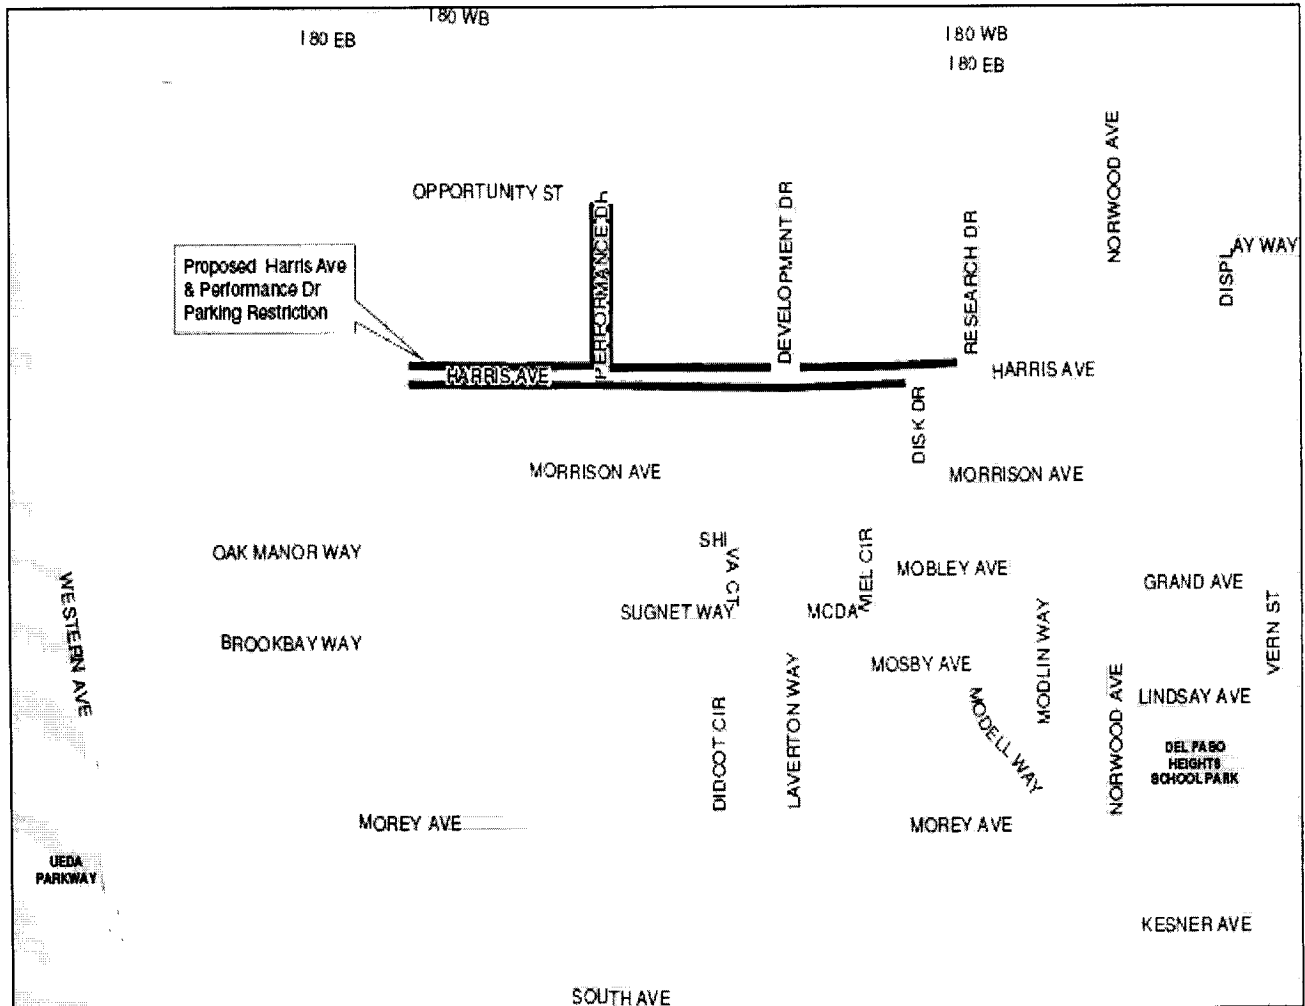 I 80 WB
I 80 EB
I 80 WB
I 80 EB
NORWOOD AVE
OPPORTUNITY ST
PERFORMANCE DR
DEVELOPMENT DR
RESEARCH DR
DISPLAY WAY
Proposed Harris Ave
& Performance Dr
Parking Restriction
HARRIS AVE
HARRIS AVE
DISK DR
MORRISON AVE
MORRISON AVE
OAK MANOR WAY
SHIVA CT
MCDAMEL CIR
MOBLEY AVE
GRAND AVE
WESTERN AVE
SUGNET WAY
MODLIN WAY
VERN ST
BROOKBAY WAY
MOSBY AVE
LINDSAY AVE
DIDCOT CIR
LAVERTON WAY
MODELL WAY
NORWOOD AVE
DEL PASO
HEIGHTS
SCHOOL PARK
MOREY AVE
MOREY AVE
UEDA
PARKWAY
KESNER AVE
SOUTH AVE